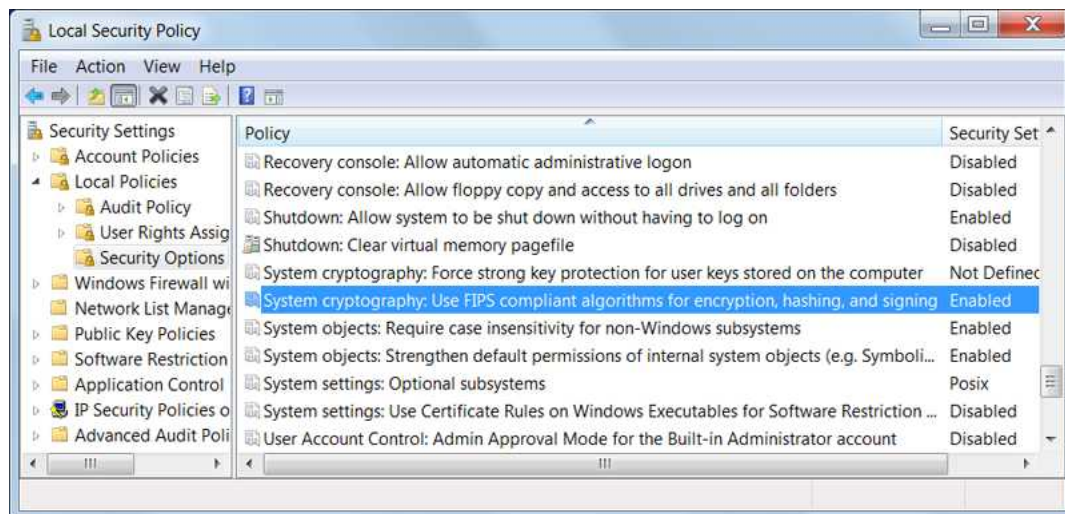 Local Security Policy
File Action View Help
Security Settings
Account Policies
Local Policies
Audit Policy
User Rights Assig
Security Options
Windows Firewall wi
Network List Manage
Public Key Policies
Software Restriction
Application Control
IP Security Policies o
Advanced Audit Poli
Policy Security Set
Recovery console: Allow automatic administrative logon Disabled
Recovery console: Allow floppy copy and access to all drives and all folders Disabled
Shutdown: Allow system to be shut down without having to log on Enabled
Shutdown: Clear virtual memory pagefile Disabled
System cryptography: Force strong key protection for user keys stored on the computer Not Defined
System cryptography: Use FIPS compliant algorithms for encryption, hashing, and signing Enabled
System objects: Require case insensitivity for non-Windows subsystems Enabled
System objects: Strengthen default permissions of internal system objects (e.g. Symboli... Enabled
System settings: Optional subsystems Posix
System settings: Use Certificate Rules on Windows Executables for Software Restriction ... Disabled
User Account Control: Admin Approval Mode for the Built-in Administrator account Disabled